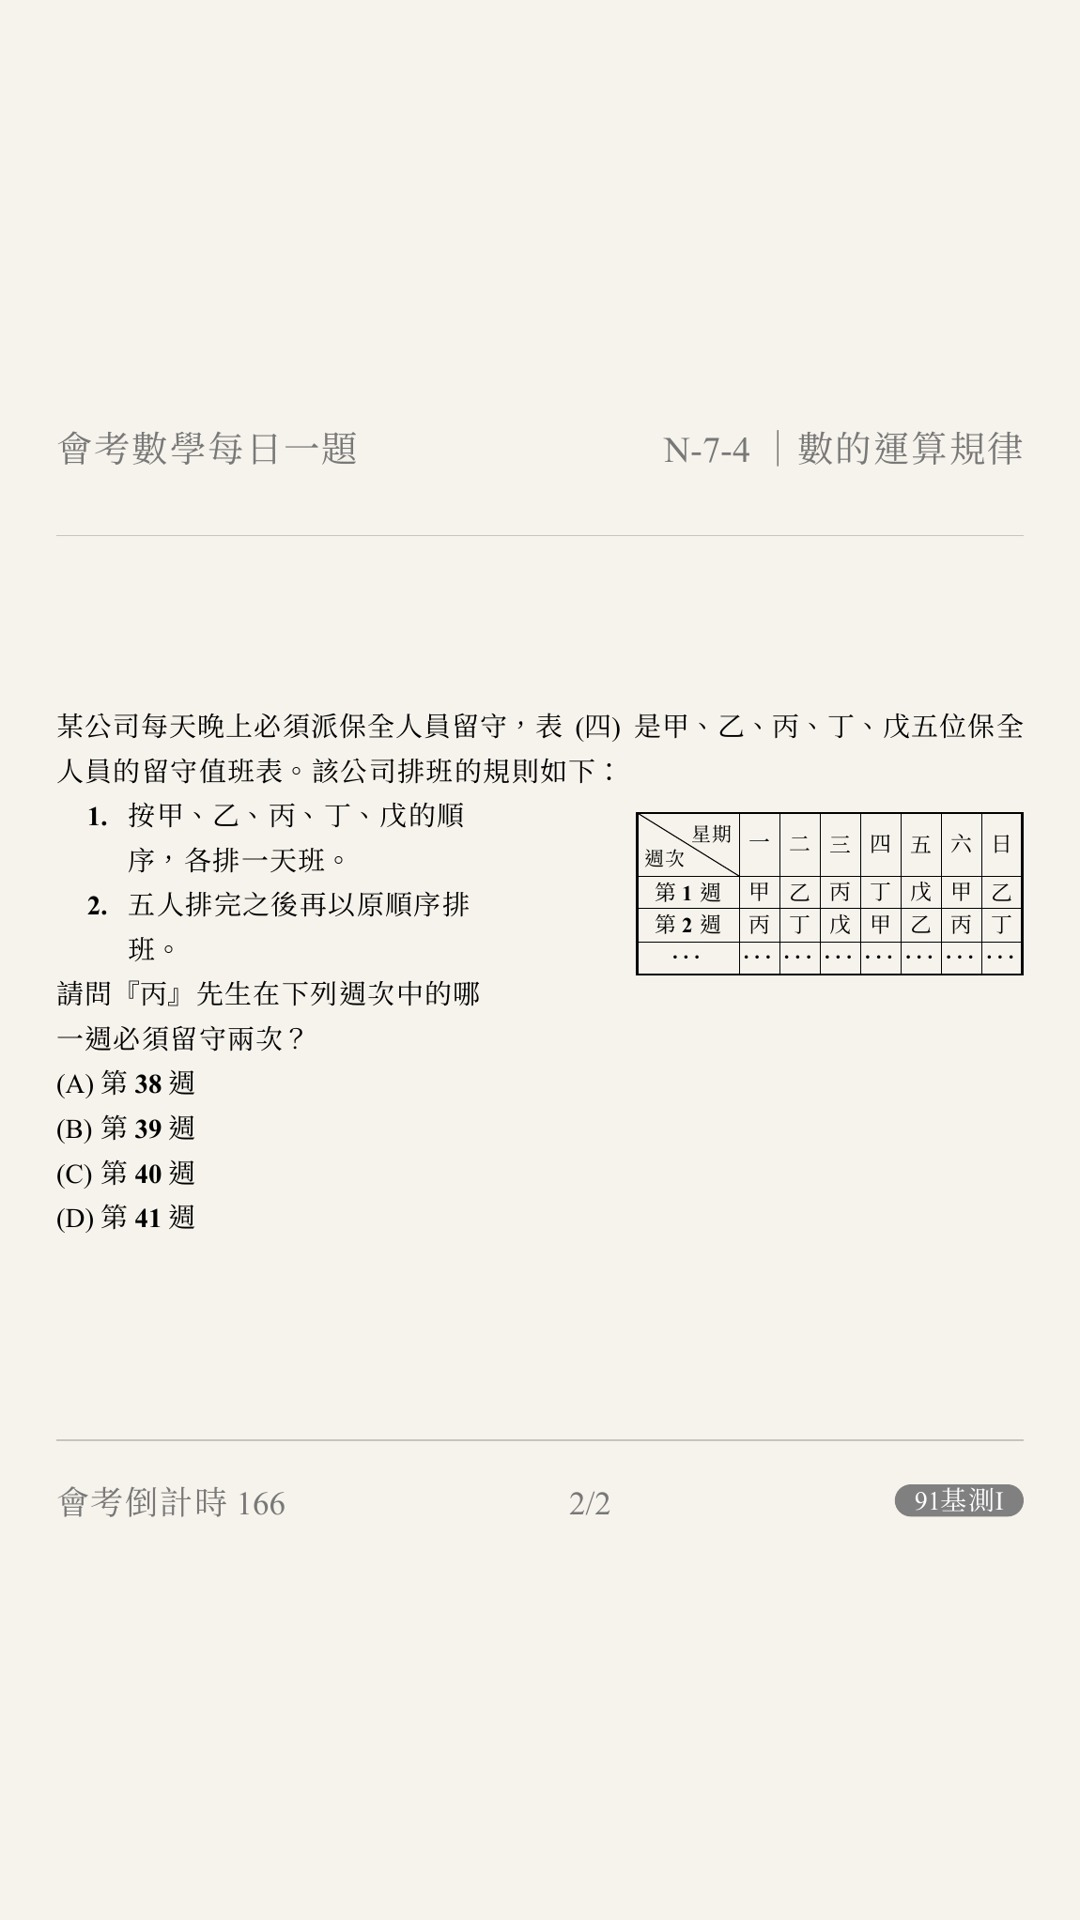 會考數學每日一題
N-7-4｜數的運算規律
某公司每天晚上必須派保全人員留守，表 (四) 是甲、乙、丙、丁、戊五位保全
人員的留守值班表。該公司排班的規則如下：
1. 按甲、乙、丙、丁、戊的順
序，各排一天班。
2. 五人排完之後再以原順序排
班。
請問『丙』先生在下列週次中的哪
一週必須留守兩次？
星期 一 二 三 四 五 六 日
週次
第 1 週 甲 乙 丙 丁 戊 甲 乙
第 2 週 丙 丁 戊 甲 乙 丙 丁
… … … … … … … …
(A) 第 38 週
(B) 第 39 週
(C) 第 40 週
(D) 第 41 週
會考倒計時 166
2/2
91基測I